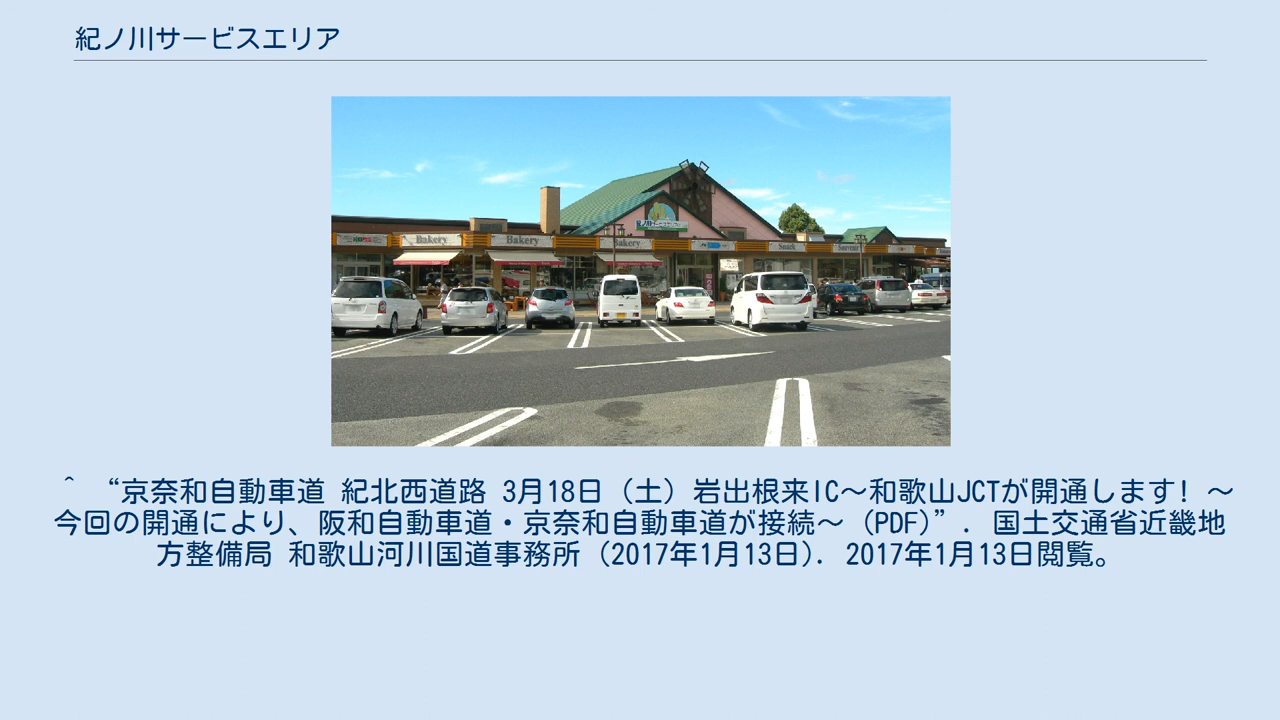 紀ノ川サービスエリア
Bakery
Bakery
Bakery
Snack
Souvenir
^ “京奈和自動車道 紀北西道路 3月18日（土）岩出根来IC～和歌山JCTが開通します! ～
今回の開通により、阪和自動車道・京奈和自動車道が接続～（PDF)”. 国土交通省近畿地
方整備局 和歌山河川国道事務所 (2017年1月13日). 2017年1月13日閲覧。